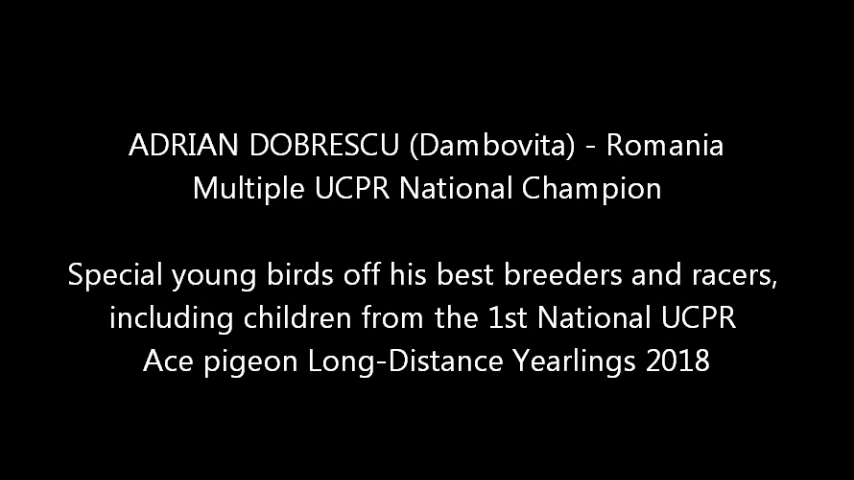 ADRIAN DOBRESCU (Dambovita) - Romania
Multiple UCPR National Champion
Special young birds off his best breeders and racers,
including children from the 1st National UCPR
Ace pigeon Long-Distance Yearlings 2018